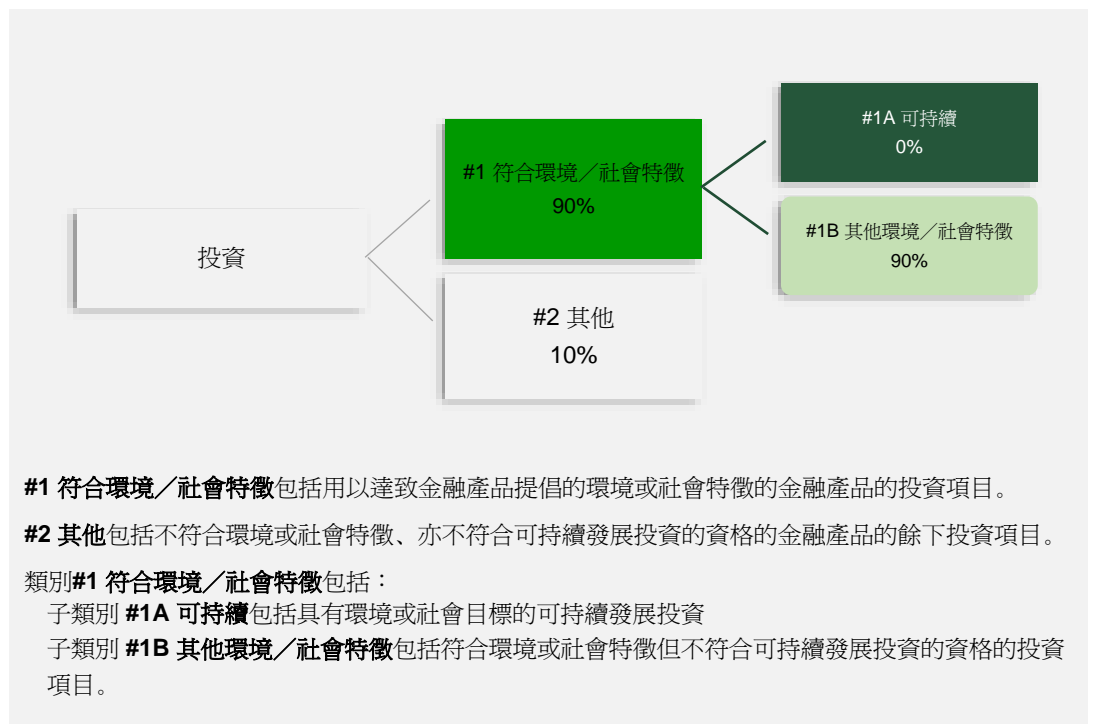 #1A 可持續
0%
#1 符合環境／社會特徵
90%
#1B 其他環境／社會特徵
90%
投資
#2 其他
10%
#1 符合環境／社會特徵包括用以達致金融產品提倡的環境或社會特徵的金融產品的投資項目。
#2 其他包括不符合環境或社會特徵、亦不符合可持續發展投資的資格的金融產品的餘下投資項目。
類別#1 符合環境／社會特徵包括：
子類別 #1A 可持續包括具有環境或社會目標的可持續發展投資
子類別 #1B 其他環境／社會特徵包括符合環境或社會特徵但不符合可持續發展投資的資格的投資
項目。